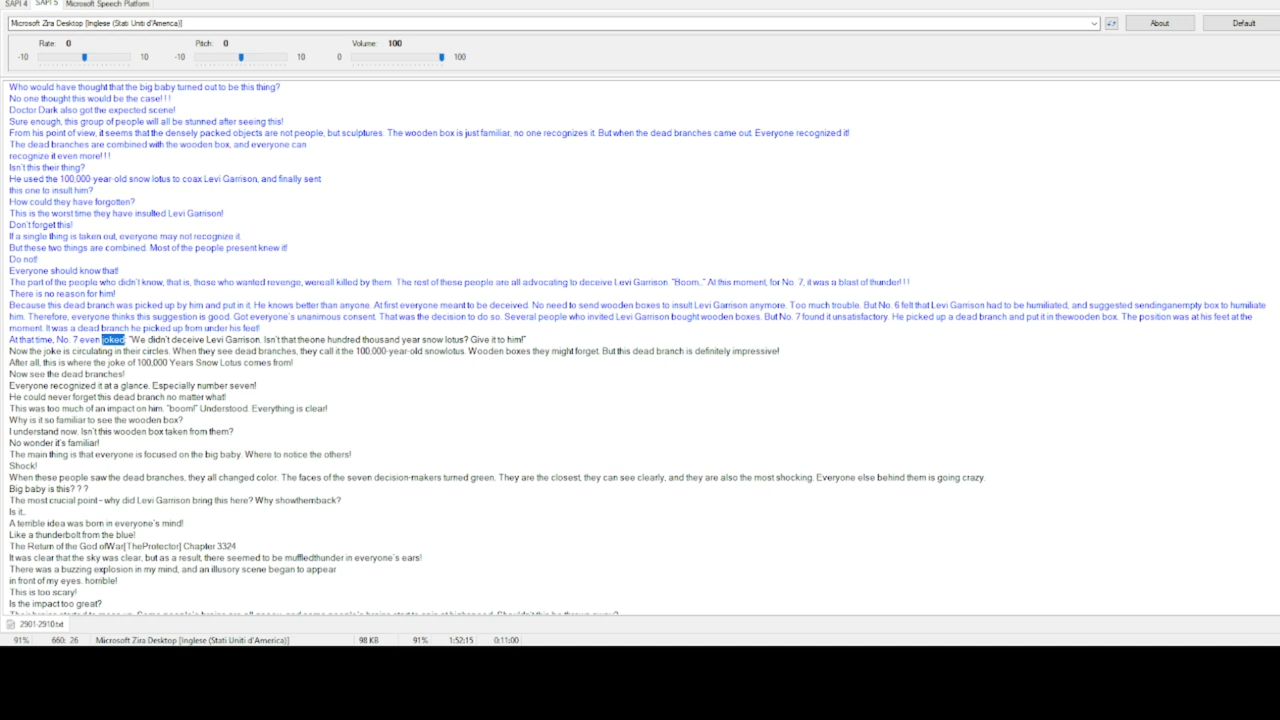 SAPI 4 SAPI 5 Microsoft Speech Platform
Microsoft Zira Desktop [Inglese (Stati Uniti d'America)] About Default
Rate: 0 Pitch: 0 Volume: 100
-10 10 -10 10 0 100
Who would have thought that the big baby turned out to be this thing?
No one thought this would be the case!!!
Doctor Dark also got the expected scene!
Sure enough, this group of people will all be stunned after seeing this!
From his point of view, it seems that the densely packed objects are not people, but sculptures. The wooden box is just familiar, no one recognizes it. But when the dead branches came out. Everyone recognized it!
The dead branches are combined with the wooden box, and everyone can
recognize it even more!!!
Isn't this their thing?
He used the 100,000-year-old snow lotus to coax Levi Garrison, and finally sent
this one to insult him?
How could they have forgotten?
This is the worst time they have insulted Levi Garrison!
Don't forget this!
If a single thing is taken out, everyone may not recognize it.
But these two things are combined. Most of the people present knew it!
Do not!
Everyone should know that!
The part of the people who didn't know, that is, those who wanted revenge, wereall killed by them. The rest of these people are all advocating to deceive Levi Garrison. "Boom.." At this moment, for No. 7, it was a blast of thunder!!!
There is no reason for him!
Because this dead branch was picked up by him and put in it. He knows better than anyone. At first everyone meant to be deceived. No need to send wooden boxes to insult Levi Garrison anymore. Too much trouble. But No. 6 felt that Levi Garrison had to be humiliated, and suggested sendinganempty box to humiliate
him. Therefore, everyone thinks this suggestion is good. Got everyone's unanimous consent. That was the decision to do so. Several people who invited Levi Garrison bought wooden boxes. But No. 7 found it unsatisfactory. He picked up a dead branch and put it in thewooden box. The position was at his feet at the
moment. It was a dead branch he picked up from under his feet!
At that time, No. 7 even joked: "We didn't deceive Levi Garrison. Isn't that theone hundred thousand year snow lotus? Give it to him!"
Now the joke is circulating in their circles. When they see dead branches, they call it the 100,000-year-old snowlotus. Wooden boxes they might forget. But this dead branch is definitely impressive!
After all, this is where the joke of 100,000 Years Snow Lotus comes from!
Now see the dead branches!
Everyone recognized it at a glance. Especially number seven!
He could never forget this dead branch no matter what!
This was too much of an impact on him. "boom!" Understood. Everything is clear!
Why is it so familiar to see the wooden box?
I understand now. Isn't this wooden box taken from them?
No wonder it's familiar!
The main thing is that everyone is focused on the big baby. Where to notice the others!
Shock!
When these people saw the dead branches, they all changed color. The faces of the seven decision-makers turned green. They are the closest, they can see clearly, and they are also the most shocking. Everyone else behind them is going crazy.
Big baby is this? ? ?
The most crucial point – why did Levi Garrison bring this here? Why showthemback?
Is it..
A terrible idea was born in everyone's mind!
Like a thunderbolt from the blue!
The Return of the God ofWar[TheProtector] Chapter 3324
It was clear that the sky was clear, but as a result, there seemed to be muffledthunder in everyone's ears!
There was a buzzing explosion in my mind, and an illusory scene began to appear
in front of my eyes. horrible!
This is too scary!
Is the impact too great?
2901-2910.txt
91% 660: 26 Microsoft Zira Desktop [Inglese (Stati Uniti d'America)] 98 KB 91% 1:52:15 0:11:00